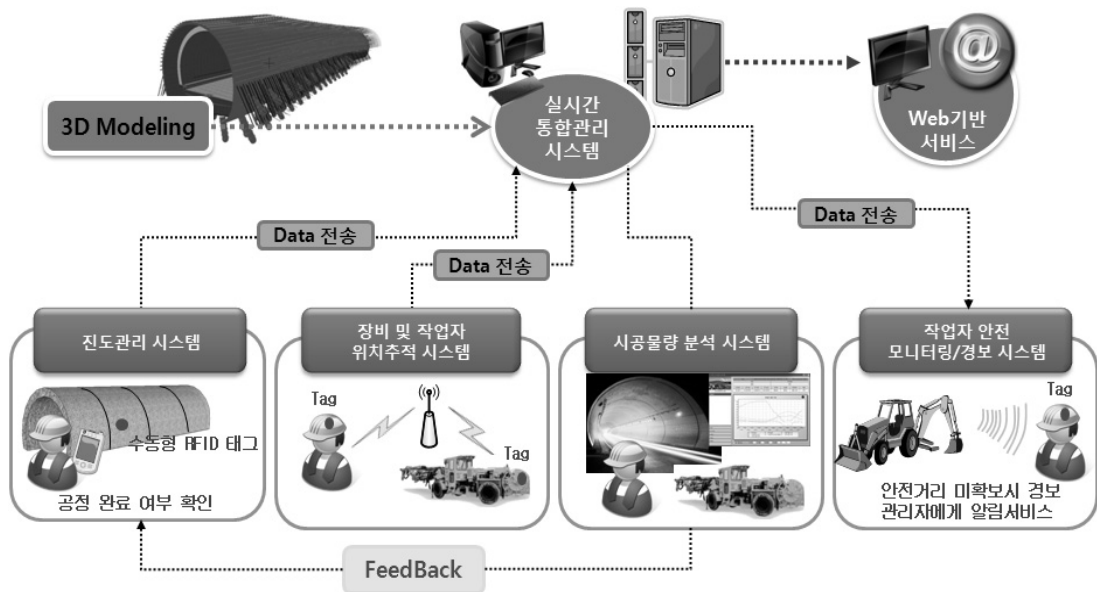 3D Modeling
실시간
통합관리
시스템
@
Web기반
서비스
Data 전송
Data 전송
Data 전송
진도관리 시스템
수동형 RFID 태그
공정 완료 여부 확인
장비 및 작업자
위치추적 시스템
Tag
Tag
시공물량 분석 시스템
작업자 안전
모니터링/경보 시스템
Tag
안전거리 미확보시 경보
관리자에게 알림서비스
FeedBack